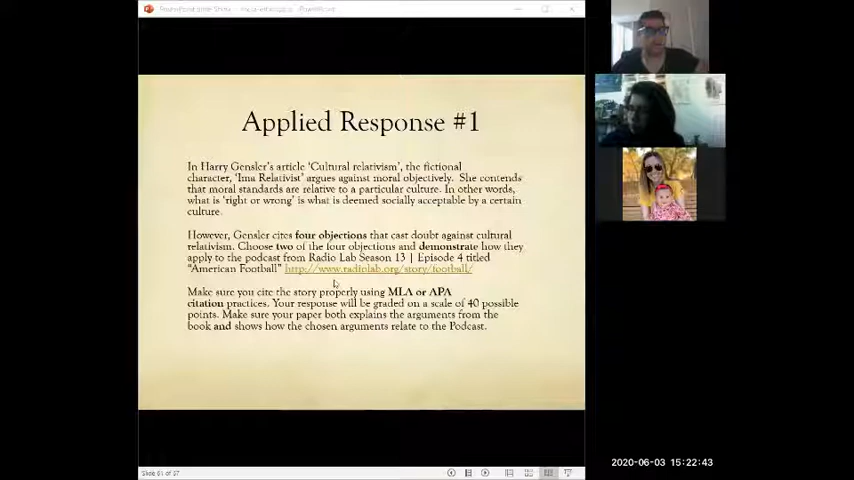 Applied Response #1
In Harry Gensler's article 'Cultural relativism', the fictional
character, 'Ima Relativist' argues against moral objectively. She contends
that moral standards are relative to a particular culture. In other words,
what is 'right or wrong' is what is deemed socially acceptable by a certain
culture.
However, Gensler cites four objections that cast doubt against cultural
relativism. Choose two of the four objections and demonstrate how they
apply to the podcast from Radio Lab Season 13 | Episode 4 titled
"American Football" http://www.radiolab.org/story/football/
Make sure you cite the story properly using MLA or APA
citation practices. Your response will be graded on a scale of 40 possible
points. Make sure your paper both explains the arguments from the
book and shows how the chosen arguments relate to the Podcast.
2020-06-03 15:22:43